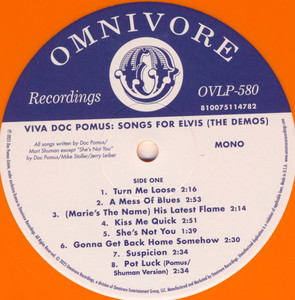 OMNIVORE
Recordings
OVLP-580
810075114782
VIVA DOC POMUS: SONGS FOR ELVIS (THE DEMOS)
All songs written by Doc Pomus/
Mort Shuman except "She's Not You"
by Doc Pomus/Mike Stoller/Jerry Leiber
MONO
SIDE ONE
1. Turn Me Loose 2:16
2. A Mess Of Blues 2:18
3. (Marie's The Name) His Latest Flame 2:14
4. Kiss Me Quick 2:41
5. She's Not You 1:29
6. Gonna Get Back Home Somehow 2:30
7. Suspicion 2:38
8. Pot Luck (Pomus/
Shuman Version) 2:34